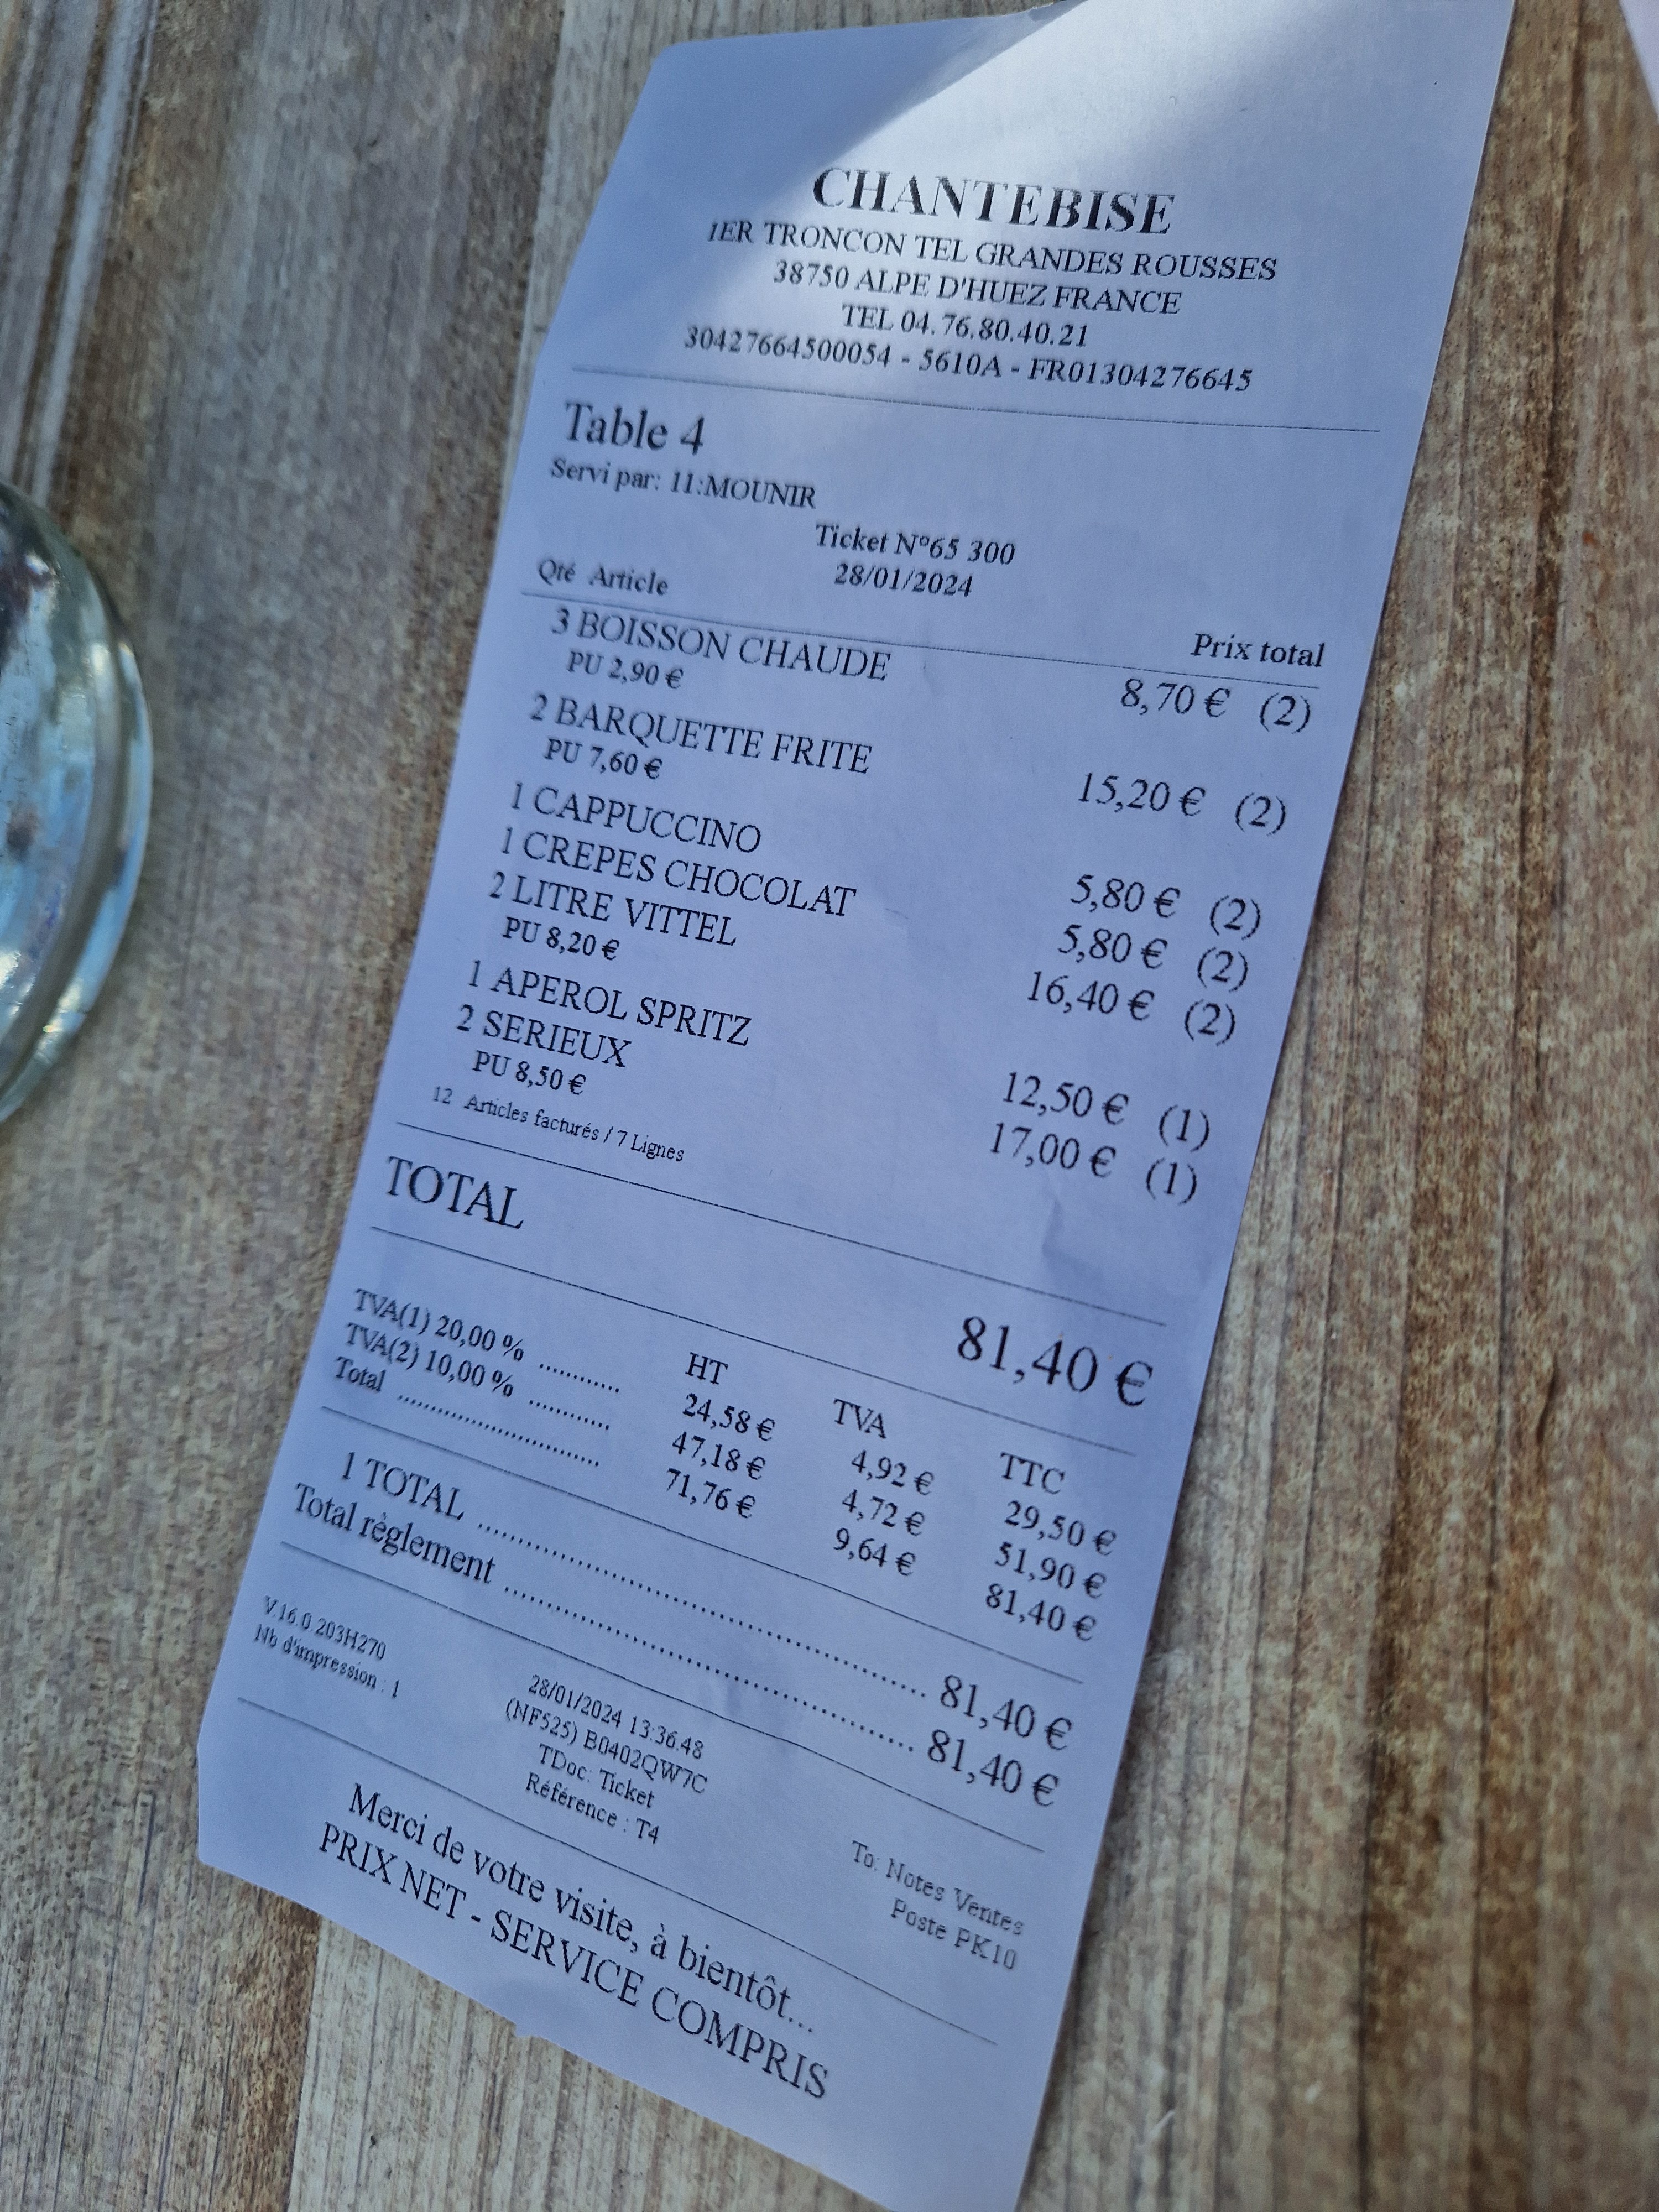 CHANTEBISE
1ER TRONCON TEL GRANDES ROUSSES
38750 ALPE D'HUEZ FRANCE
TEL 04.76.80.40.21
30427664500054 - 5610A - FR01304276645
Table 4
Servi par: 11:MOUNIR
Ticket N°65 300
28/01/2024
Qté Article Prix total
3 BOISSON CHAUDE 8,70 € (2)
PU 2,90 €
2 BARQUETTE FRITE 15,20 € (2)
PU 7,60 €
1 CAPPUCCINO 5,80 € (2)
1 CREPES CHOCOLAT 5,80 € (2)
2 LITRE VITTEL 16,40 € (2)
PU 8,20 €
1 APEROL SPRITZ 12,50 € (1)
2 SERIEUX 17,00 € (1)
PU 8,50 €
12 Articles facturés / 7 Lignes
TOTAL 81,40 €
HT TVA TTC
TVA(1) 20,00 % ............ 24,58 € 4,92 € 29,50 €
TVA(2) 10,00 % ............ 47,18 € 4,72 € 51,90 €
Total .............................. 71,76 € 9,64 € 81,40 €
1 TOTAL ................................................ 81,40 €
Total règlement ............................................ 81,40 €
V.16.0.203H270
Nb d'impression : 1
28/01/2024 13:36:48
(NF525) B0402QW7C
TDoc: Ticket
Référence : T4
To: Notes Ventes
Poste PK10
Merci de votre visite, à bientôt...
PRIX NET - SERVICE COMPRIS